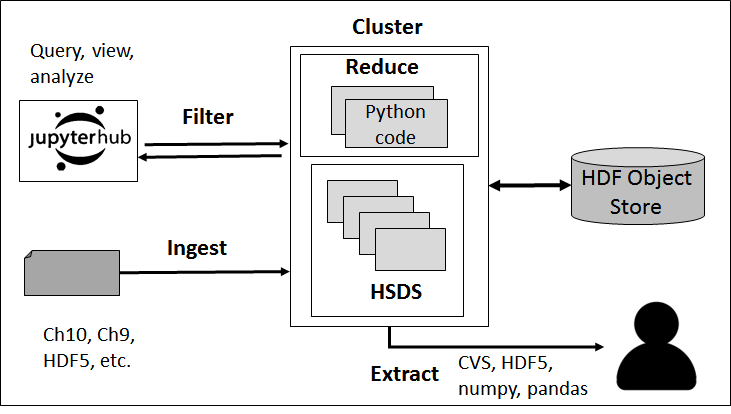 Cluster
Query, view,
analyze
Reduce
Python
code
Filter
jupyterhub
HDF Object
Store
Ingest
HSDS
Ch10, Ch9,
HDF5, etc.
Extract
CVS, HDF5,
numpy, pandas